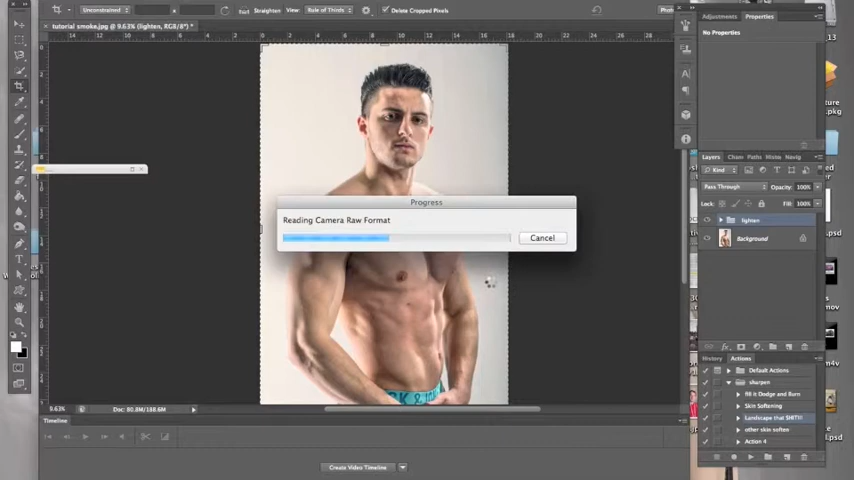 Unconstrained
Straighten
View: Rule of Thirds
Delete Cropped Pixels
Adjustments
Properties
No Properties
tutorial smoke.jpg @ 9.63% (lighten, RGB/8*) *
Progress
Reading Camera Raw Format
Cancel
Layers
Paths
Navig
Kind
Pass Through
Opacity: 100%
Lock:
Fill: 100%
lighten
Background
History
Actions
Default Actions
sharpen
fill it Dodge and Burn
Skin Softening
Landscape that SHIT!!!
other skin soften
Action 4
9.63%
Doc: 80.8M/188.6M
Timeline
Create Video Timeline